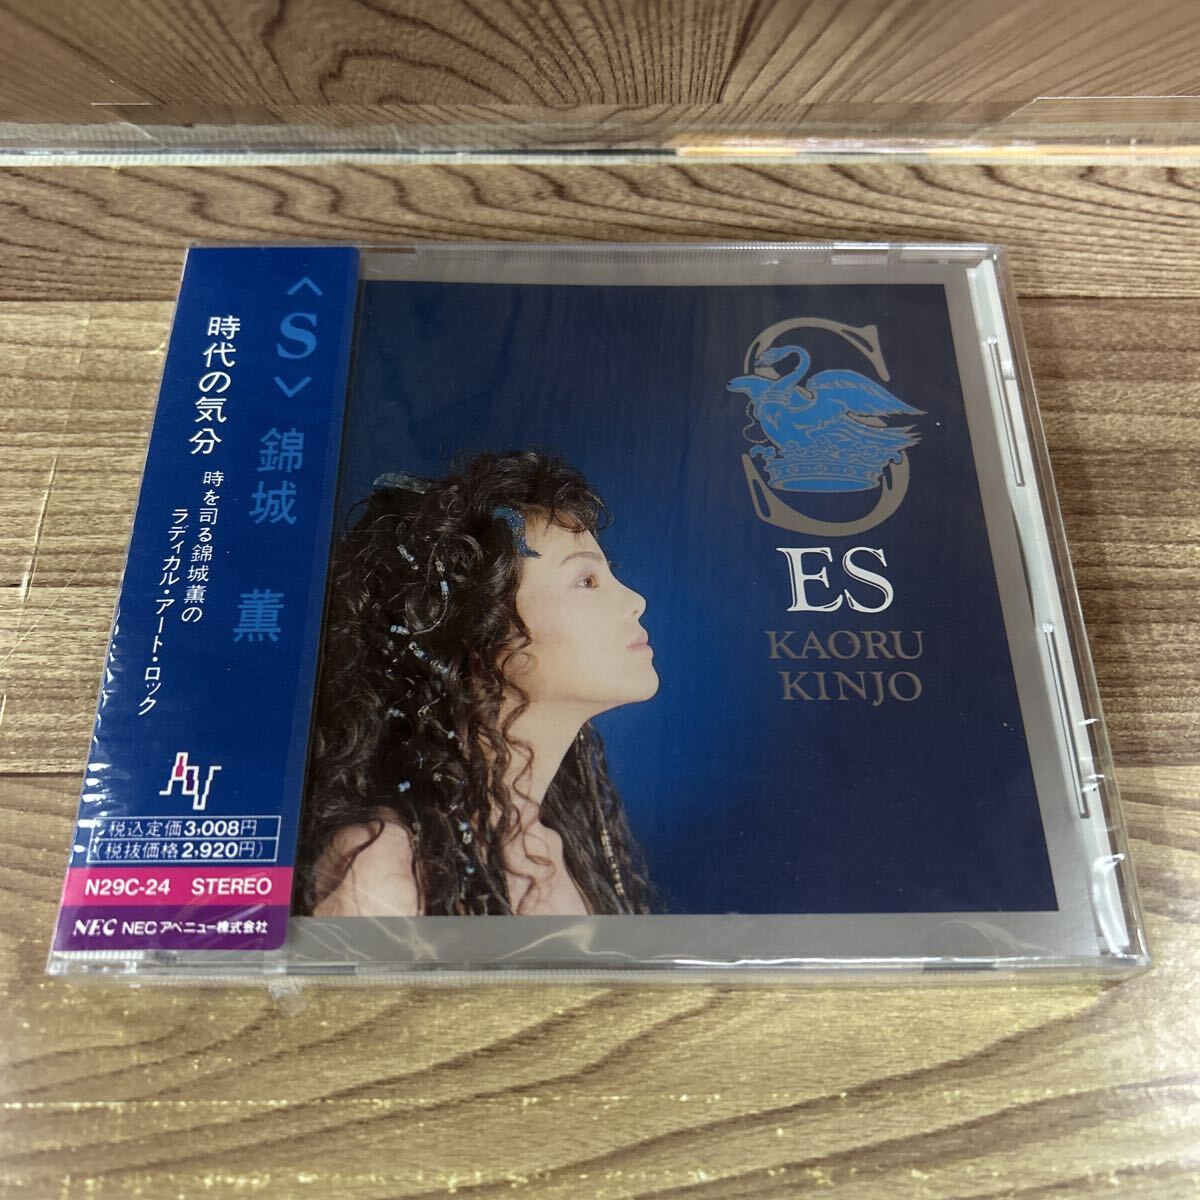 〈S〉 錦城 薫
時代の気分
時を司る錦城薫の
ラディカル・アート・ロック
AV
税込定価3,008円
(税抜価格2,920円)
N29C-24 STEREO
NEC NECアベニュー株式会社
S
ES
KAORU
KINJO